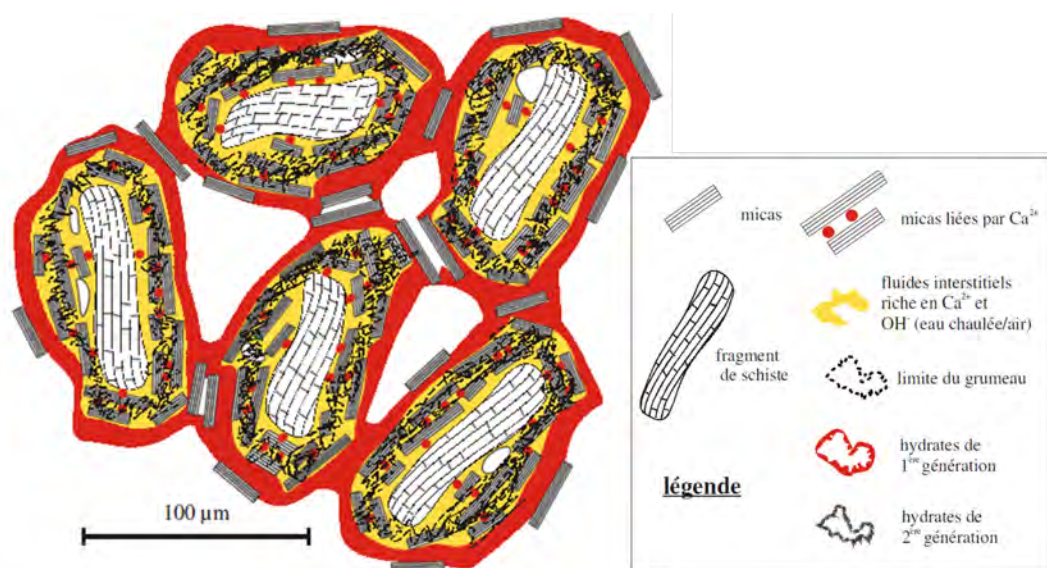 100 µm
micas
micas liées par Ca²⁺
fluides interstitiels
riche en Ca²⁺ et
OH⁻ (eau chaulée/air)
fragment
de schiste
limite du grumeau
hydrates de
1ère génération
légende
hydrates de
2ème génération